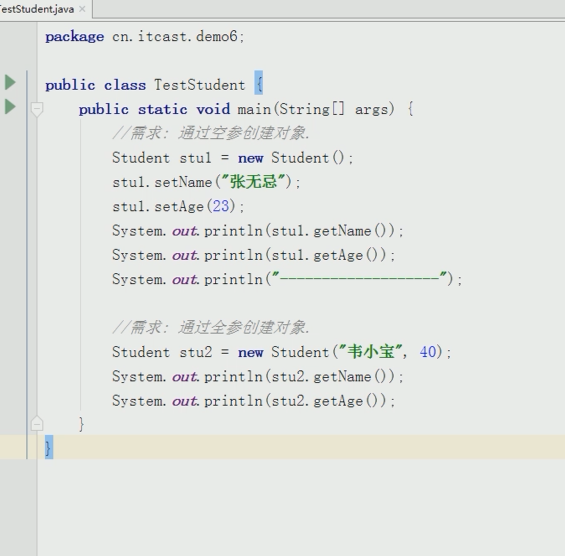 TestStudent.java
package cn.itcast.demo6;
public class TestStudent {
public static void main(String[] args) {
//需求: 通过空参创建对象.
Student stu1 = new Student();
stu1.setName("张无忌");
stu1.setAge(23);
System.out.println(stu1.getName());
System.out.println(stu1.getAge());
System.out.println("-------------------");
//需求: 通过全参创建对象.
Student stu2 = new Student("韦小宝", 40);
System.out.println(stu2.getName());
System.out.println(stu2.getAge());
}
}